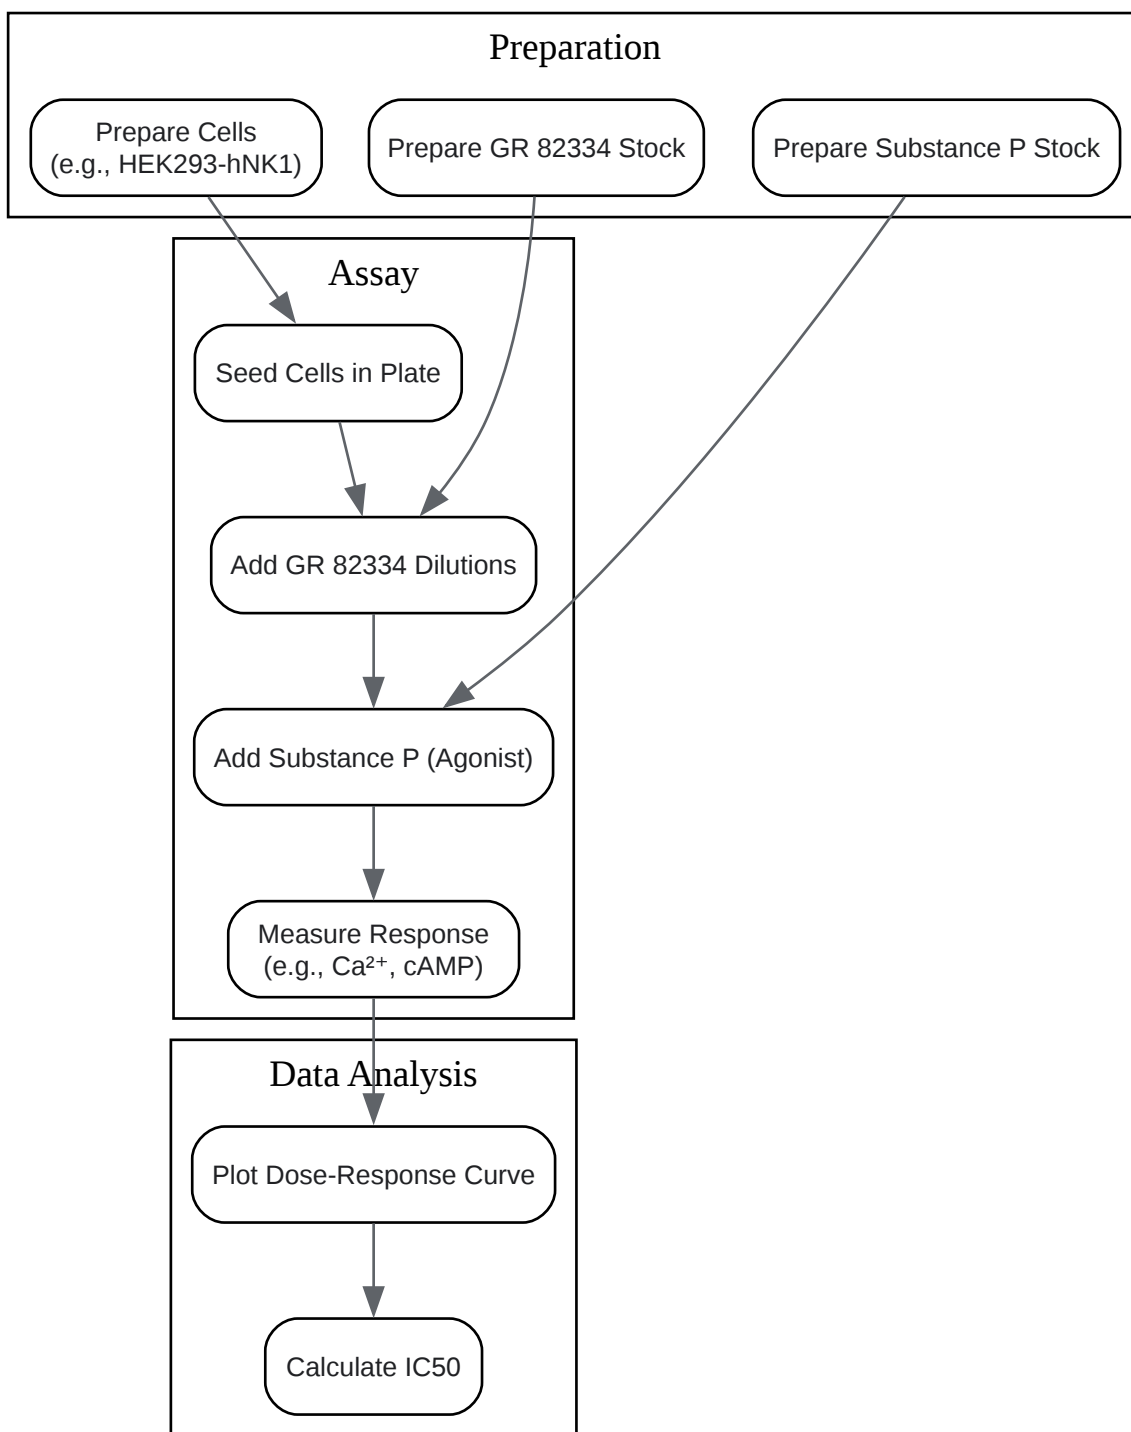 Preparation
Prepare Cells
(e.g., HEK293-hNK1)
Prepare GR 82334 Stock
Prepare Substance P Stock
Assay
Seed Cells in Plate
Add GR 82334 Dilutions
Add Substance P (Agonist)
Measure Response
(e.g., Ca²⁺, cAMP)
Data Analysis
Plot Dose-Response Curve
Calculate IC50